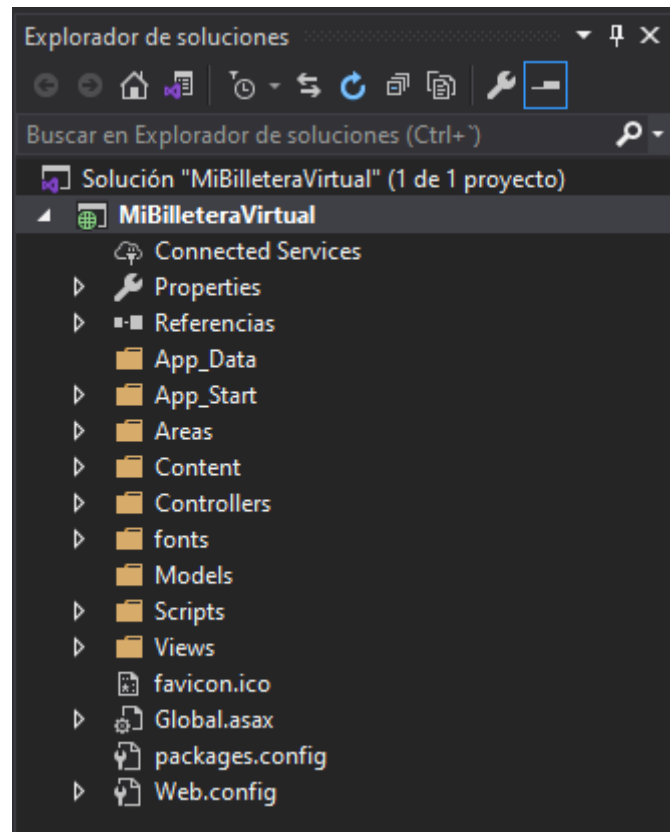 Explorador de soluciones
Buscar en Explorador de soluciones (Ctrl+`)
Solución "MiBilleteraVirtual" (1 de 1 proyecto)
MiBilleteraVirtual
Connected Services
Properties
Referencias
App_Data
App_Start
Areas
Content
Controllers
fonts
Models
Scripts
Views
favicon.ico
Global.asax
packages.config
Web.config